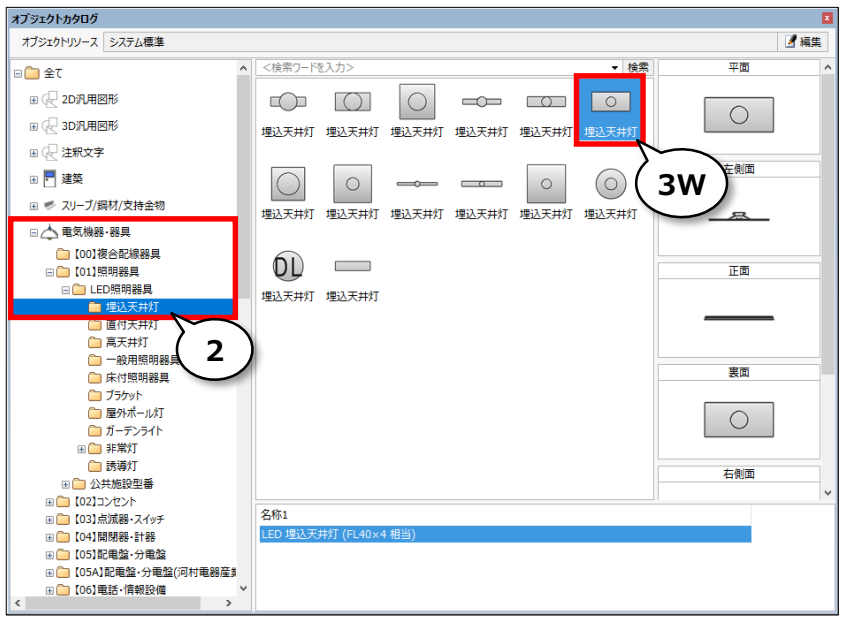 オブジェクトカタログ
オブジェクトリソース システム標準 編集
全て
2D汎用図形
3D汎用図形
注釈文字
建築
スリーブ/鋼材/支持金物
電気機器・器具
【00】複合配線器具
【01】照明器具
LED照明器具
埋込天井灯
直付天井灯
高天井灯
一般用照明器具
床付照明器具
ブラケット
屋外ポール灯
ガーデンライト
非常灯
誘導灯
公共施設型番
【02】コンセント
【03】点滅器・スイッチ
【04】開閉器・計器
【05】配電盤・分電盤
【05A】配電盤・分電盤(河村電器産業
【06】電話・情報設備
2
<検索ワードを入力> 検索
埋込天井灯 埋込天井灯 埋込天井灯 埋込天井灯 埋込天井灯 埋込天井灯
3W
埋込天井灯 埋込天井灯 埋込天井灯 埋込天井灯 埋込天井灯 埋込天井灯
DL
埋込天井灯 埋込天井灯
平面
左側面
正面
裏面
右側面
名称1
LED 埋込天井灯 (FL40×4 相当)